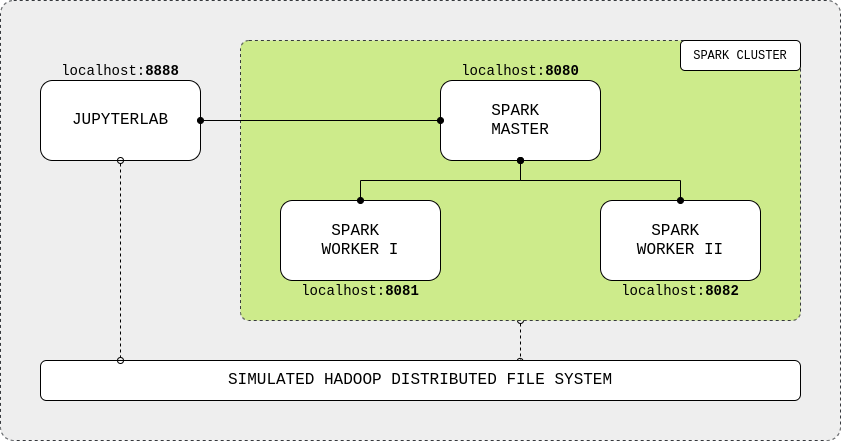 SPARK CLUSTER
localhost:8888
localhost:8080
JUPYTERLAB
SPARK
MASTER
SPARK
WORKER I
SPARK
WORKER II
localhost:8081
localhost:8082
SIMULATED HADOOP DISTRIBUTED FILE SYSTEM